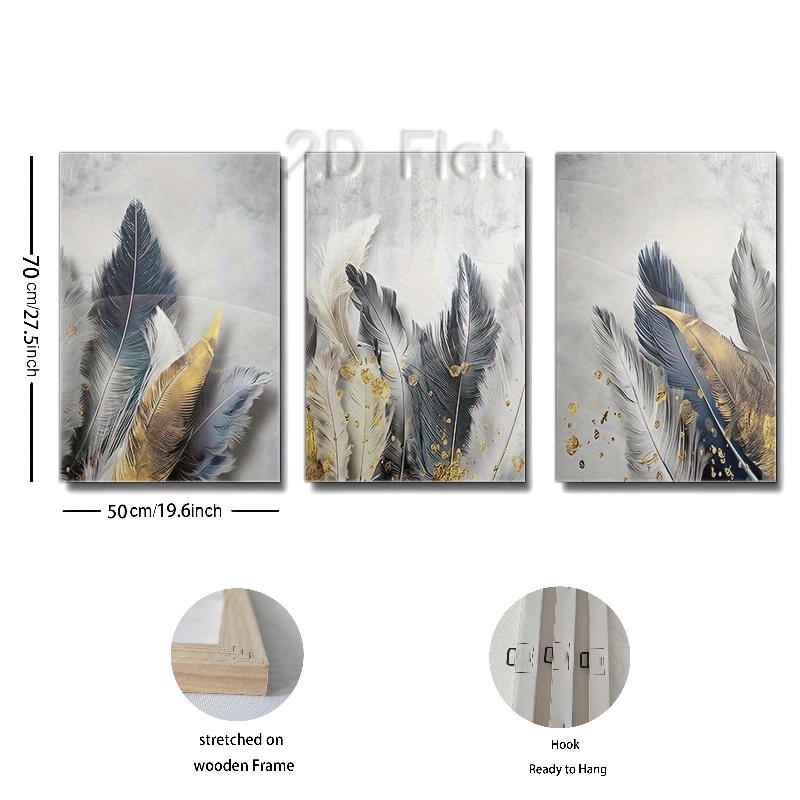 2D Flat
70cm/27.5inch
50cm/19.6inch
stretched on
wooden Frame
Hook
Ready to Hang